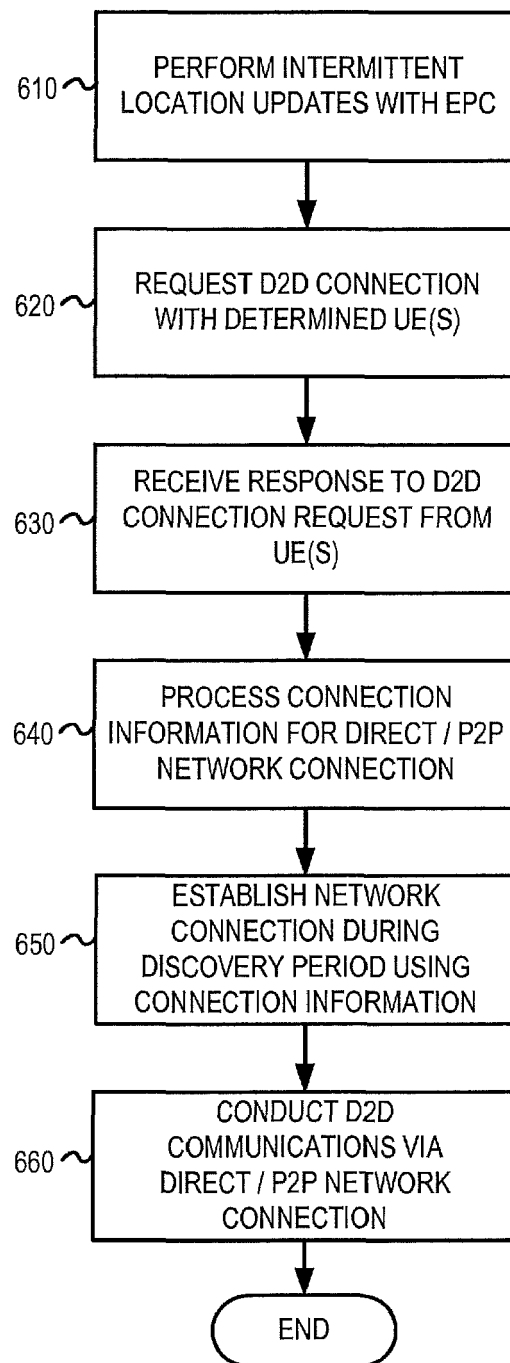 610
PERFORM INTERMITTENT
LOCATION UPDATES WITH EPC
620
REQUEST D2D CONNECTION
WITH DETERMINED UE(S)
630
RECEIVE RESPONSE TO D2D
CONNECTION REQUEST FROM
UE(S)
640
PROCESS CONNECTION
INFORMATION FOR DIRECT / P2P
NETWORK CONNECTION
650
ESTABLISH NETWORK
CONNECTION DURING
DISCOVERY PERIOD USING
CONNECTION INFORMATION
660
CONDUCT D2D
COMMUNICATIONS VIA
DIRECT / P2P NETWORK
CONNECTION
END